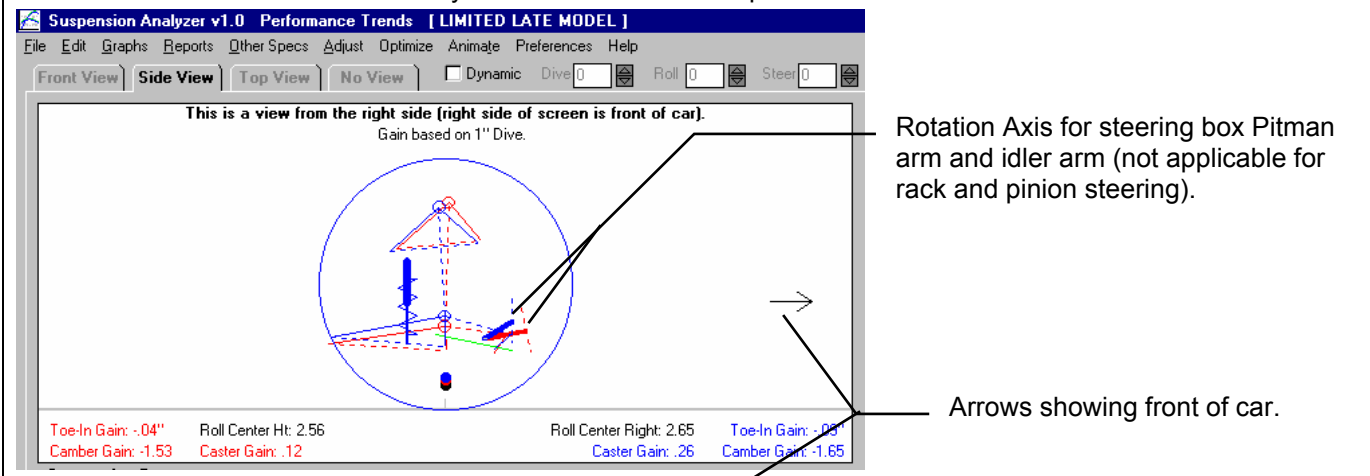 Suspension Analyzer v1.0 Performance Trends [ LIMITED LATE MODEL ]
File Edit Graphs Reports Other Specs Adjust Optimize Animate Preferences Help
Front View Side View Top View No View Dynamic Dive 0 Roll 0 Steer 0
This is a view from the right side (right side of screen is front of car).
Gain based on 1" Dive.
Rotation Axis for steering box Pitman
arm and idler arm (not applicable for
rack and pinion steering).
Arrows showing front of car.
Toe-In Gain: -.04" Roll Center Ht: 2.56 Roll Center Right: 2.65 Toe-In Gain:
Camber Gain: -1.53 Caster Gain: .12 Caster Gain: .26 Camber Gain: -1.65